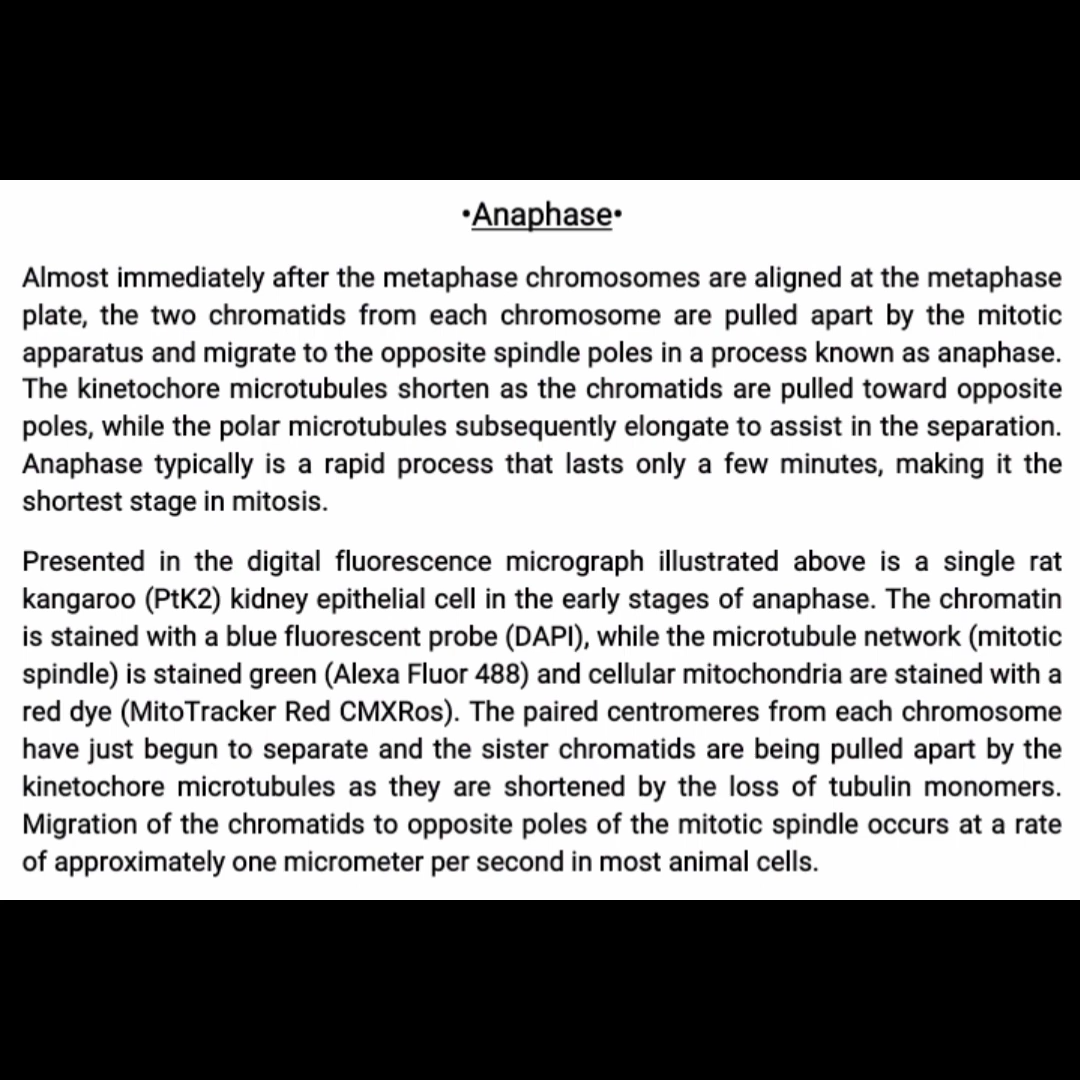 •Anaphase•
Almost immediately after the metaphase chromosomes are aligned at the metaphase
plate, the two chromatids from each chromosome are pulled apart by the mitotic
apparatus and migrate to the opposite spindle poles in a process known as anaphase.
The kinetochore microtubules shorten as the chromatids are pulled toward opposite
poles, while the polar microtubules subsequently elongate to assist in the separation.
Anaphase typically is a rapid process that lasts only a few minutes, making it the
shortest stage in mitosis.
Presented in the digital fluorescence micrograph illustrated above is a single rat
kangaroo (PtK2) kidney epithelial cell in the early stages of anaphase. The chromatin
is stained with a blue fluorescent probe (DAPI), while the microtubule network (mitotic
spindle) is stained green (Alexa Fluor 488) and cellular mitochondria are stained with a
red dye (MitoTracker Red CMXRos). The paired centromeres from each chromosome
have just begun to separate and the sister chromatids are being pulled apart by the
kinetochore microtubules as they are shortened by the loss of tubulin monomers.
Migration of the chromatids to opposite poles of the mitotic spindle occurs at a rate
of approximately one micrometer per second in most animal cells.